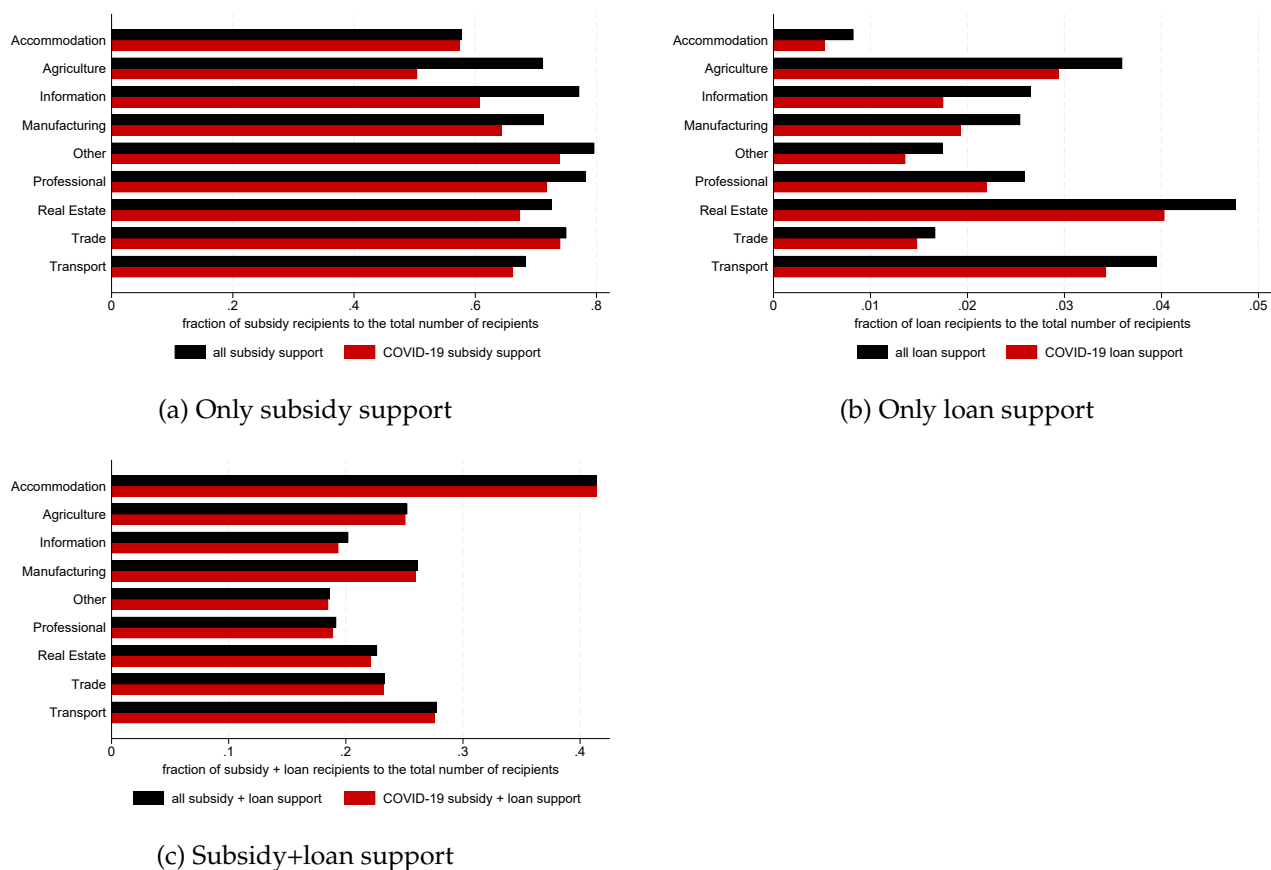 Accommodation
Agriculture
Information
Manufacturing
Other
Professional
Real Estate
Trade
Transport
0 .2 .4 .6 .8
fraction of subsidy recipients to the total number of recipients
all subsidy support COVID-19 subsidy support
(a) Only subsidy support
Accommodation
Agriculture
Information
Manufacturing
Other
Professional
Real Estate
Trade
Transport
0 .01 .02 .03 .04 .05
fraction of loan recipients to the total number of recipients
all loan support COVID-19 loan support
(b) Only loan support
Accommodation
Agriculture
Information
Manufacturing
Other
Professional
Real Estate
Trade
Transport
0 .1 .2 .3 .4
fraction of subsidy + loan recipients to the total number of recipients
all subsidy + loan support COVID-19 subsidy + loan support
(c) Subsidy+loan support